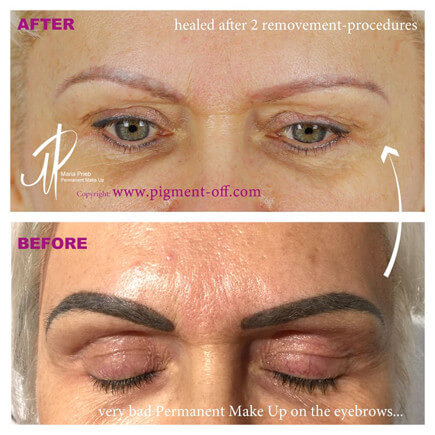 AFTER
healed after 2 removement-procedures
JTP
Maria Prieb
Permanent Make Up
Copyright: www.pigment-off.com
BEFORE
very bad Permanent Make Up on the eyebrows...